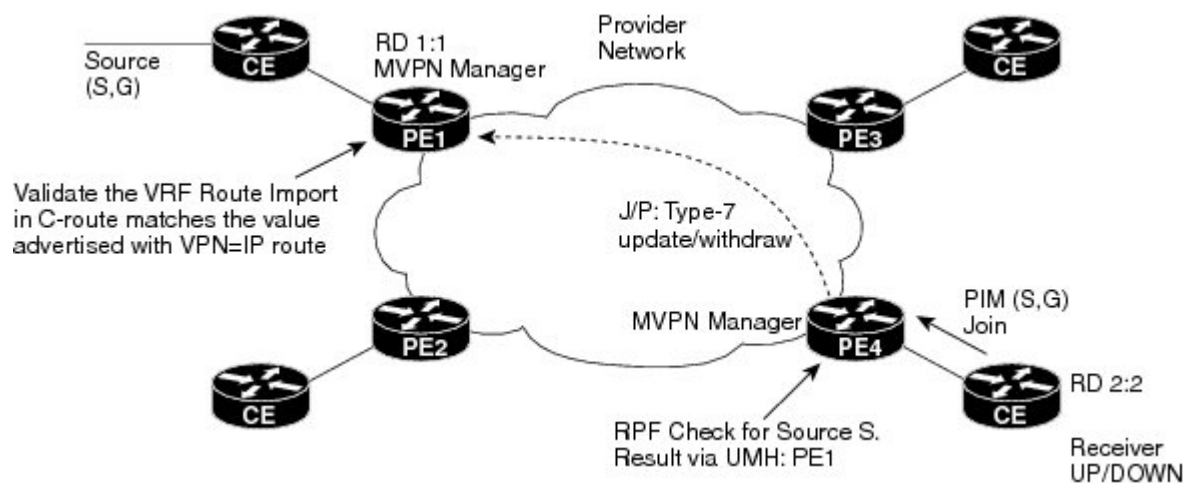 Provider
Network
CE
Source
(S,G)
RD 1:1
MVPN Manager
CE
PE1
PE3
Validate the VRF Route Import
in C-route matches the value
advertised with VPN=IP route
J/P: Type-7
update/withdraw
PE2
MVPN Manager
PE4
PIM (S,G)
Join
CE
CE
RD 2:2
RPF Check for Source S.
Result via UMH: PE1
Receiver
UP/DOWN